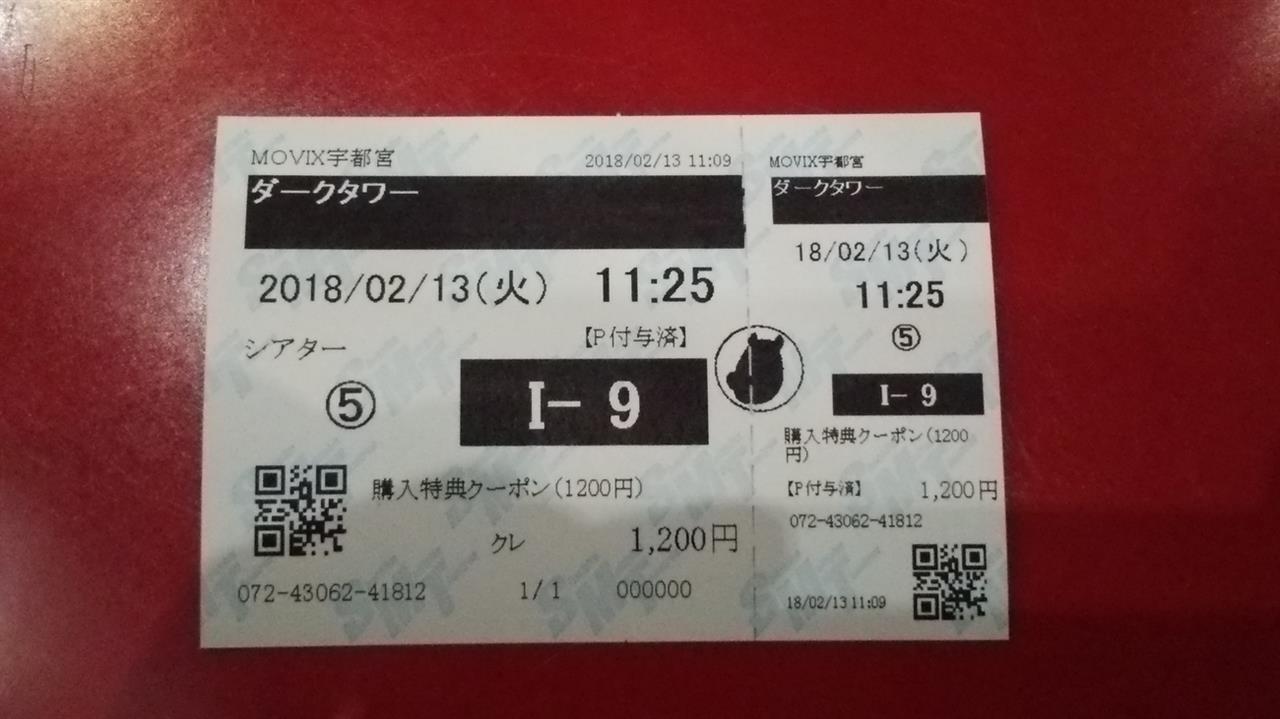 MOVIX宇都宮 2018/02/13 11:09
ダークタワー
2018/02/13(火) 11:25
シアター 【P付与済】
⑤ I- 9
購入特典クーポン(1200円)
クレ 1,200円
072-43062-41812 1/1 000000
MOVIX宇都宮
ダークタワー
18/02/13(火)
11:25
⑤
I- 9
購入特典クーポン(1200
円)
【P付与済】 1,200円
072-43062-41812
18/02/13 11:09